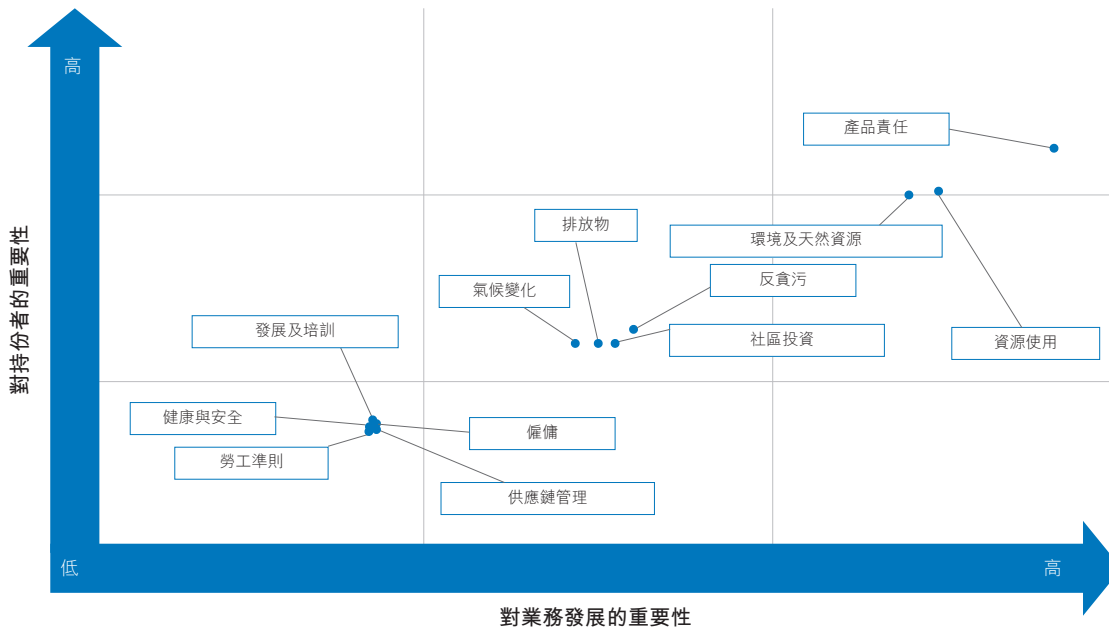 高
產品責任
排放物
環境及天然資源
反貪污
氣候變化
發展及培訓
社區投資
資源使用
健康與安全
僱傭
勞工準則
供應鏈管理
對持份者的重要性
低
高
對業務發展的重要性